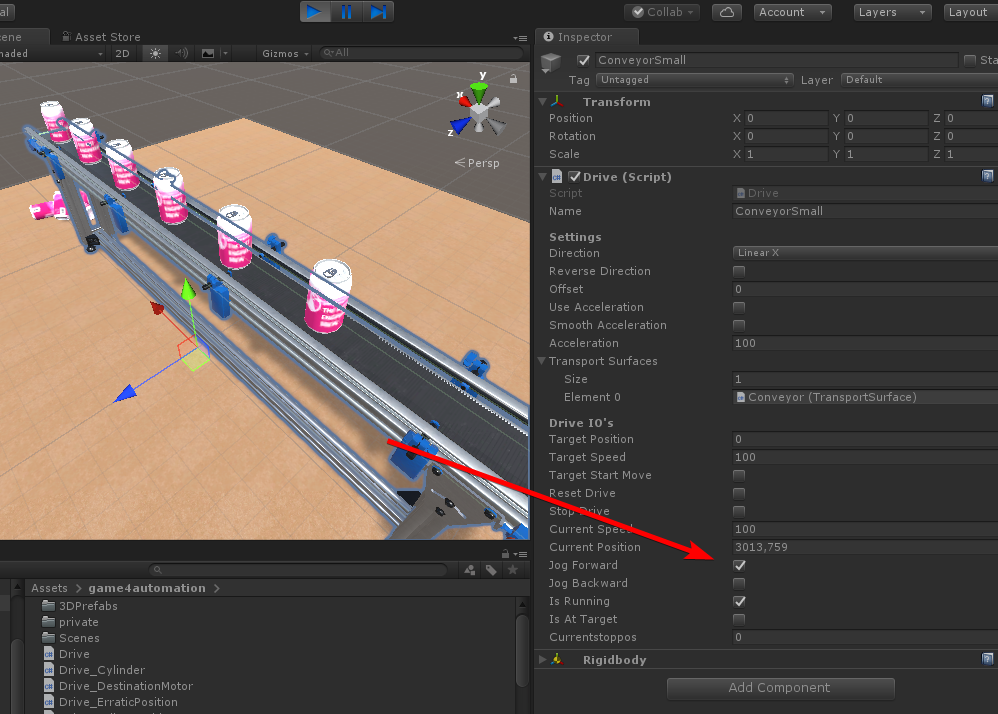 al
Collab
Account
Layers
Layout
cene
Asset Store
haded
2D
Gizmos
All
y
x
z
Persp
Inspector
ConveyorSmall
Sta
Tag Untagged Layer Default
Transform
Position X 0 Y 0 Z 0
Rotation X 0 Y 0 Z 0
Scale X 1 Y 1 Z 1
Drive (Script)
Script Drive
Name ConveyorSmall
Settings
Direction Linear X
Reverse Direction
Offset 0
Use Acceleration
Smooth Acceleration
Acceleration 100
Transport Surfaces
Size 1
Element 0 Conveyor (TransportSurface)
Drive IO's
Target Position 0
Target Speed 100
Target Start Move
Reset Drive
Stop Drive
Current Speed 100
Current Position 3013,759
Jog Forward
Jog Backward
Is Running
Is At Target
Currentstoppos 0
Rigidbody
Add Component
Assets > game4automation >
3DPrefabs
private
Scenes
Drive
Drive_Cylinder
Drive_DestinationMotor
Drive_ErraticPosition